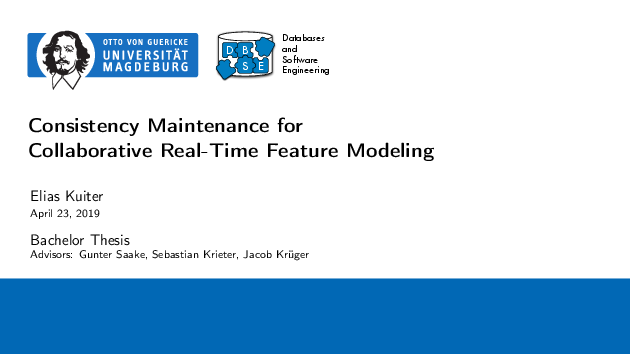 OTTO VON GUERICKE
UNIVERSITÄT
MAGDEBURG
D B
S E
Databases
and
Software
Engineering
Consistency Maintenance for
Collaborative Real-Time Feature Modeling
Elias Kuiter
April 23, 2019
Bachelor Thesis
Advisors: Gunter Saake, Sebastian Krieter, Jacob Krüger